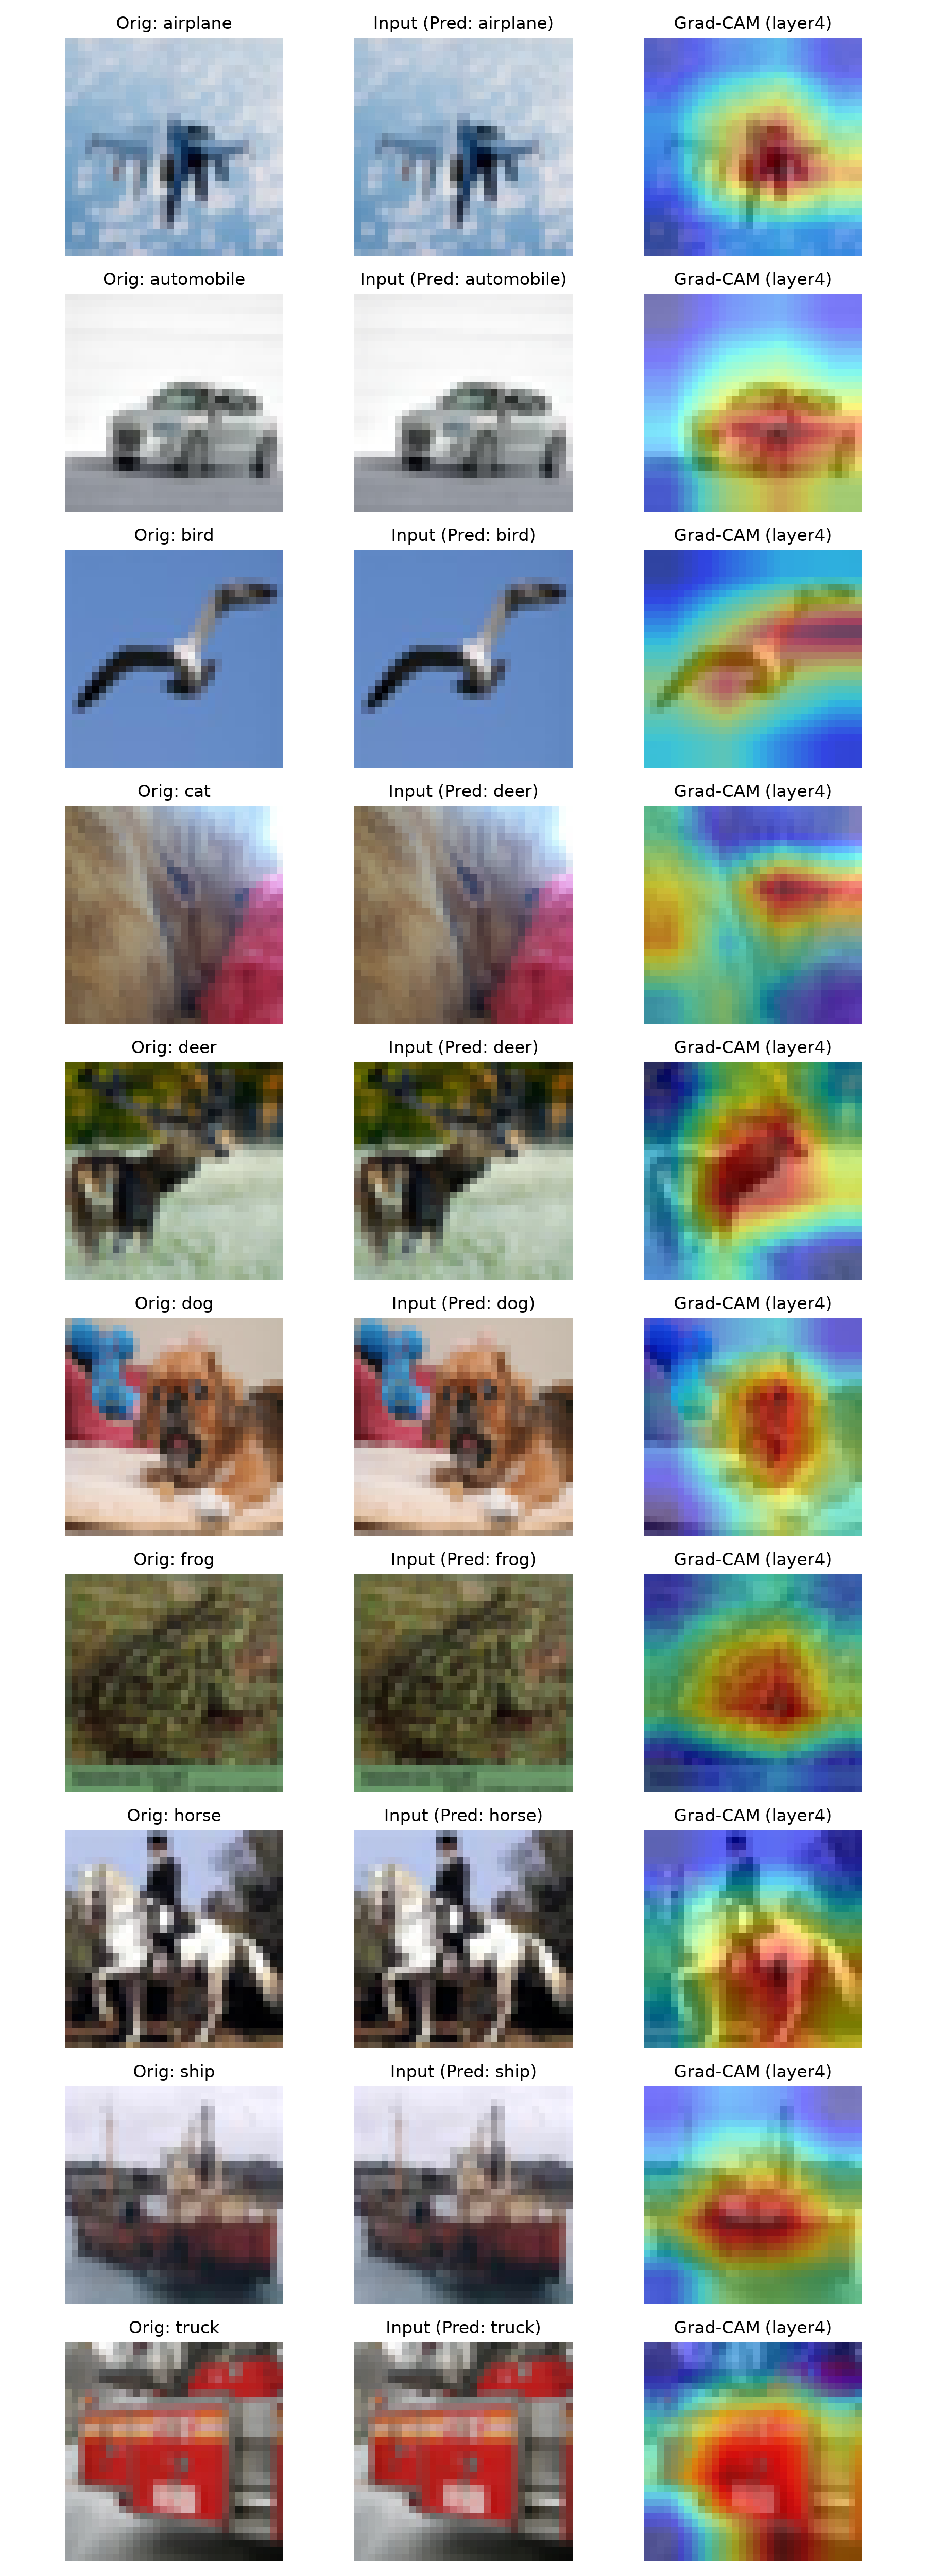 Orig: airplane Input (Pred: airplane) Grad-CAM (layer4)
Orig: automobile Input (Pred: automobile) Grad-CAM (layer4)
Orig: bird Input (Pred: bird) Grad-CAM (layer4)
Orig: cat Input (Pred: deer) Grad-CAM (layer4)
Orig: deer Input (Pred: deer) Grad-CAM (layer4)
Orig: dog Input (Pred: dog) Grad-CAM (layer4)
Orig: frog Input (Pred: frog) Grad-CAM (layer4)
Orig: horse Input (Pred: horse) Grad-CAM (layer4)
Orig: ship Input (Pred: ship) Grad-CAM (layer4)
Orig: truck Input (Pred: truck) Grad-CAM (layer4)